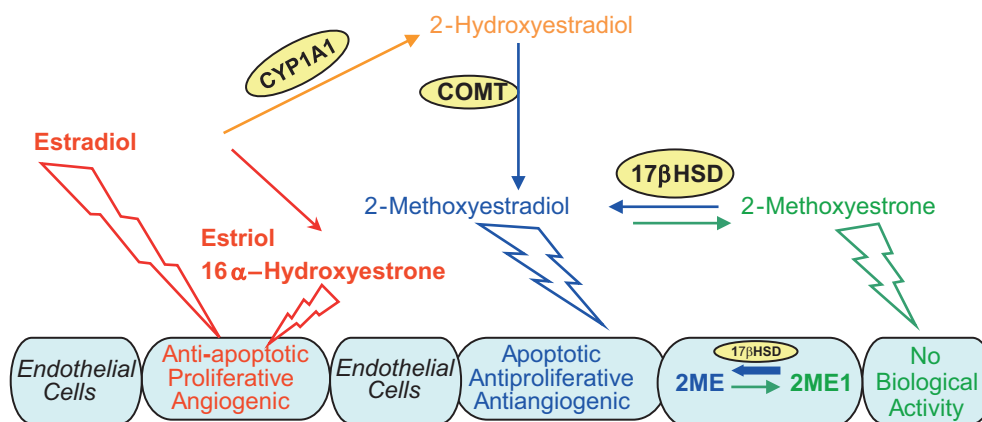 2-Hydroxyestradiol
CYP1A1
COMT
Estradiol
17βHSD
2-Methoxyestradiol
2-Methoxyestrone
Estriol
16α–Hydroxyestrone
Endothelial
Cells
Anti-apoptotic
Proliferative
Angiogenic
Endothelial
Cells
Apoptotic
Antiproliferative
Antiangiogenic
17βHSD
2ME
2ME1
No
Biological
Activity